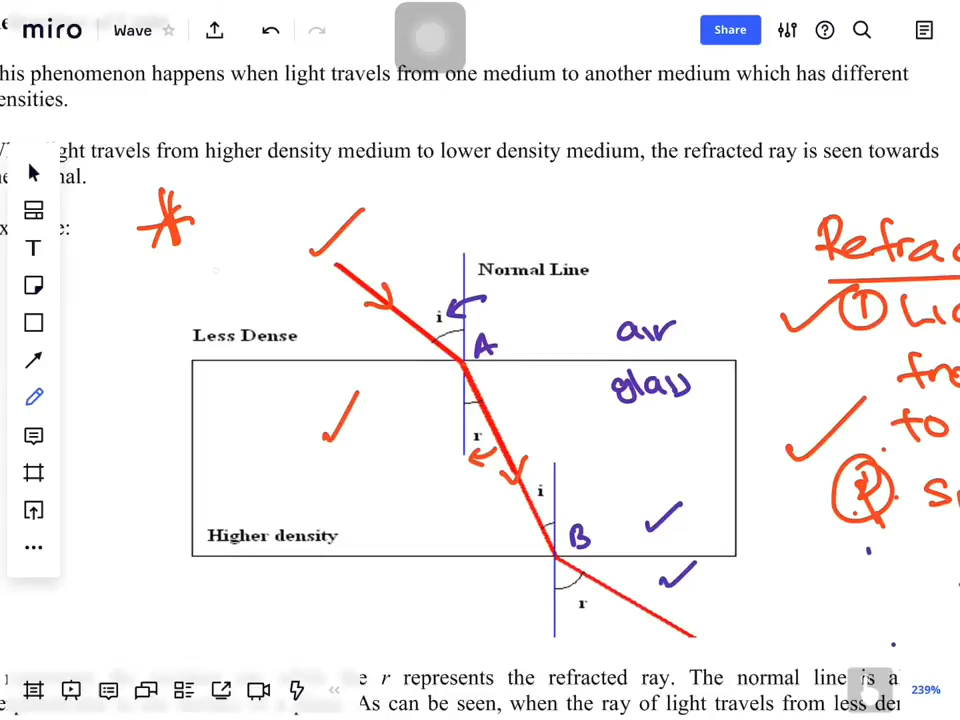 miro
Wave
Share
his phenomenon happens when light travels from one medium to another medium which has different
ensities.
ght travels from higher density medium to lower density medium, the refracted ray is seen towards
nal.
e:
Refrac
Normal Line
i
① Lig
Less Dense
A
air
glass
fro
to
r
i
② Sp
Higher density
B
r
e r represents the refracted ray. The normal line is a
As can be seen, when the ray of light travels from less den
239%